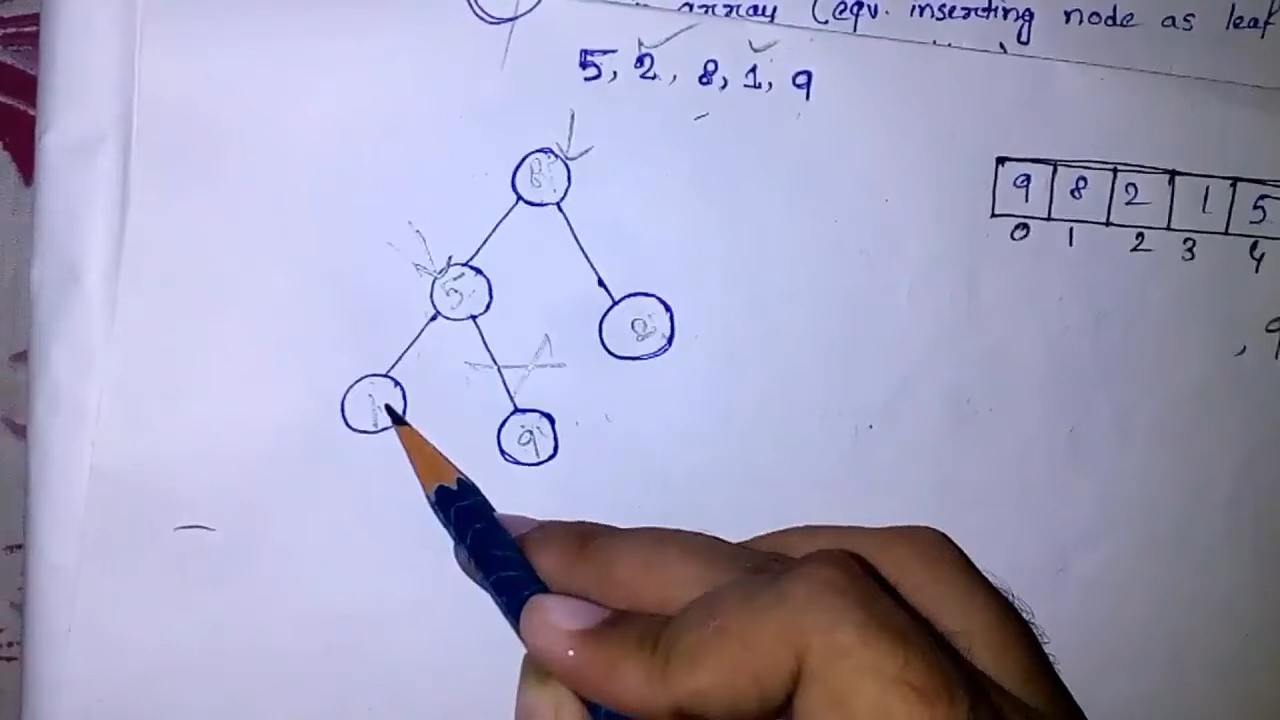 array (eqv. inserting node as leaf
5, 2, 8, 1, 9
8
9 8 2 1 5
0 1 2 3 4
5
2
, 9
1
9